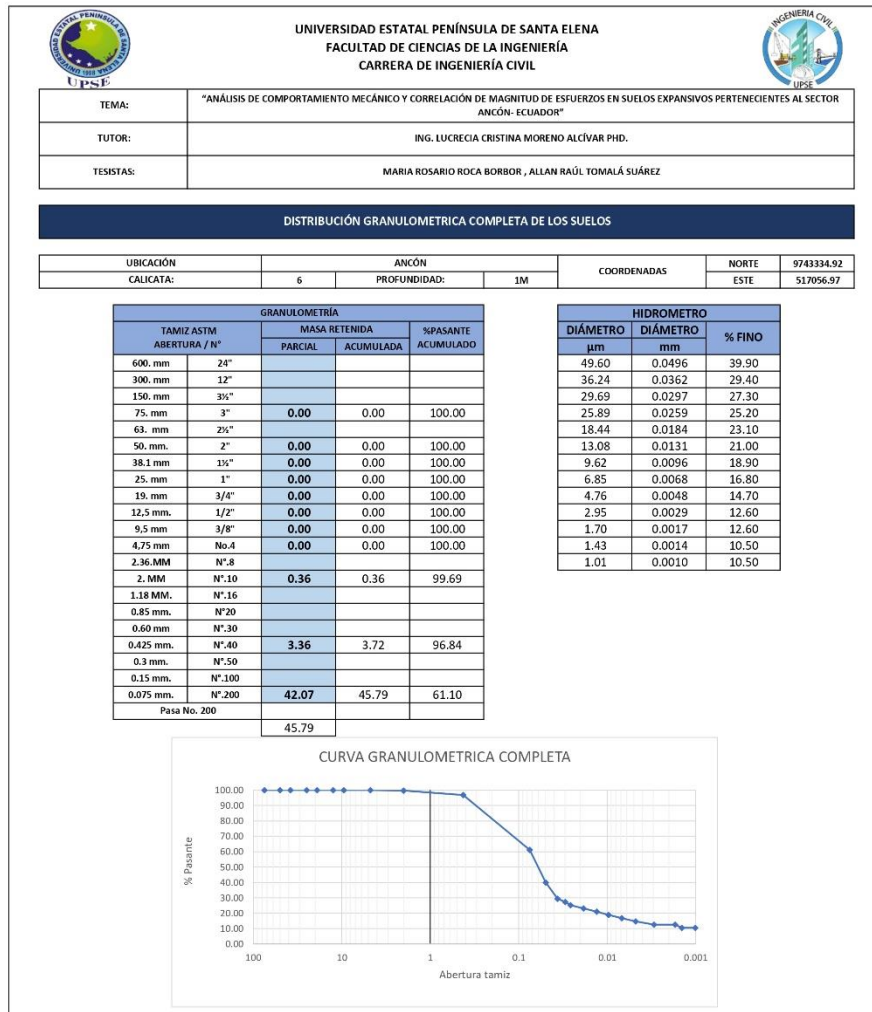 UNIVERSIDAD ESTATAL PENÍNSULA DE SANTA ELENA
FACULTAD DE CIENCIAS DE LA INGENIERÍA
CARRERA DE INGENIERÍA CIVIL
UPSE
INGENIERIA CIVIL
UPSE
TEMA: "ANÁLISIS DE COMPORTAMIENTO MECÁNICO Y CORRELACIÓN DE MAGNITUD DE ESFUERZOS EN SUELOS EXPANSIVOS PERTENECIENTES AL SECTOR
ANCÓN- ECUADOR"
TUTOR: ING. LUCRECIA CRISTINA MORENO ALCÍVAR PHD.
TESISTAS: MARIA ROSARIO ROCA BORBOR , ALLAN RAÚL TOMALÁ SUÁREZ
DISTRIBUCIÓN GRANULOMETRICA COMPLETA DE LOS SUELOS
UBICACIÓN ANCÓN COORDENADAS NORTE 9743334.92
CALICATA: 6 PROFUNDIDAD: 1M ESTE 517056.97
GRANULOMETRÍA
TAMIZ ASTM MASA RETENIDA %PASANTE
ABERTURA / N° PARCIAL ACUMULADA ACUMULADO
600. mm 24"
300. mm 12"
150. mm 3½"
75. mm 3" 0.00 0.00 100.00
63. mm 2½"
50. mm. 2" 0.00 0.00 100.00
38.1 mm 1½" 0.00 0.00 100.00
25. mm 1" 0.00 0.00 100.00
19. mm 3/4" 0.00 0.00 100.00
12,5 mm. 1/2" 0.00 0.00 100.00
9,5 mm 3/8" 0.00 0.00 100.00
4,75 mm No.4 0.00 0.00 100.00
2.36.MM N°.8
2. MM N°.10 0.36 0.36 99.69
1.18 MM. N°.16
0.85 mm. N°20
0.60 mm N°.30
0.425 mm. N°.40 3.36 3.72 96.84
0.3 mm. N°.50
0.15 mm. N°.100
0.075 mm. N°.200 42.07 45.79 61.10
Pasa No. 200
45.79
HIDROMETRO
DIÁMETRO DIÁMETRO % FINO
µm mm
49.60 0.0496 39.90
36.24 0.0362 29.40
29.69 0.0297 27.30
25.89 0.0259 25.20
18.44 0.0184 23.10
13.08 0.0131 21.00
9.62 0.0096 18.90
6.85 0.0068 16.80
4.76 0.0048 14.70
2.95 0.0029 12.60
1.70 0.0017 12.60
1.43 0.0014 10.50
1.01 0.0010 10.50
CURVA GRANULOMETRICA COMPLETA
% Pasante
100.00
90.00
80.00
70.00
60.00
50.00
40.00
30.00
20.00
10.00
0.00
100 10 1 0.1 0.01 0.001
Abertura tamiz